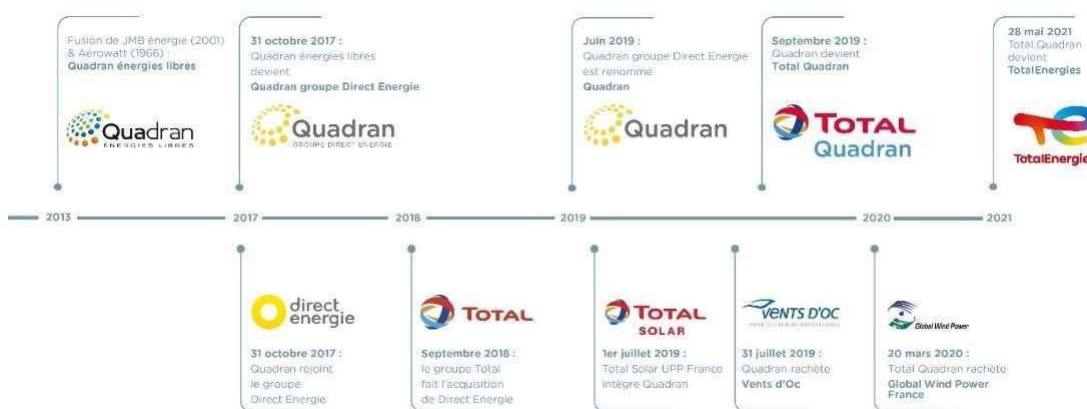 Fusion de JMB énergie (2001)
& Aérowatt (1966) :
Quadran énergies libres
Quadran
ÉNERGIES LIBRES
31 octobre 2017 :
Quadran énergies libres
devient
Quadran groupe Direct Energie
Quadran
GROUPE DIRECT ENERGIE
Juin 2019 :
Quadran groupe Direct Energie
est renommé
Quadran
Quadran
Septembre 2019 :
Quadran devient
Total Quadran
TOTAL
Quadran
28 mai 2021
Total Quadran
devient
TotalEnergies
TotalEnergie
2013 2017 2018 2019 2020 2021
direct
energie
31 octobre 2017 :
Quadran rejoint
le groupe
Direct Energie
TOTAL
Septembre 2018 :
le groupe Total
fait l'acquisition
de Direct Energie
TOTAL
SOLAR
1er juillet 2019 :
Total Solar UPP France
intègre Quadran
VENTS D'OC
31 juillet 2019 :
Quadran rachète
Vents d'Oc
Global Wind Power
20 mars 2020 :
Total Quadran rachète
Global Wind Power
France